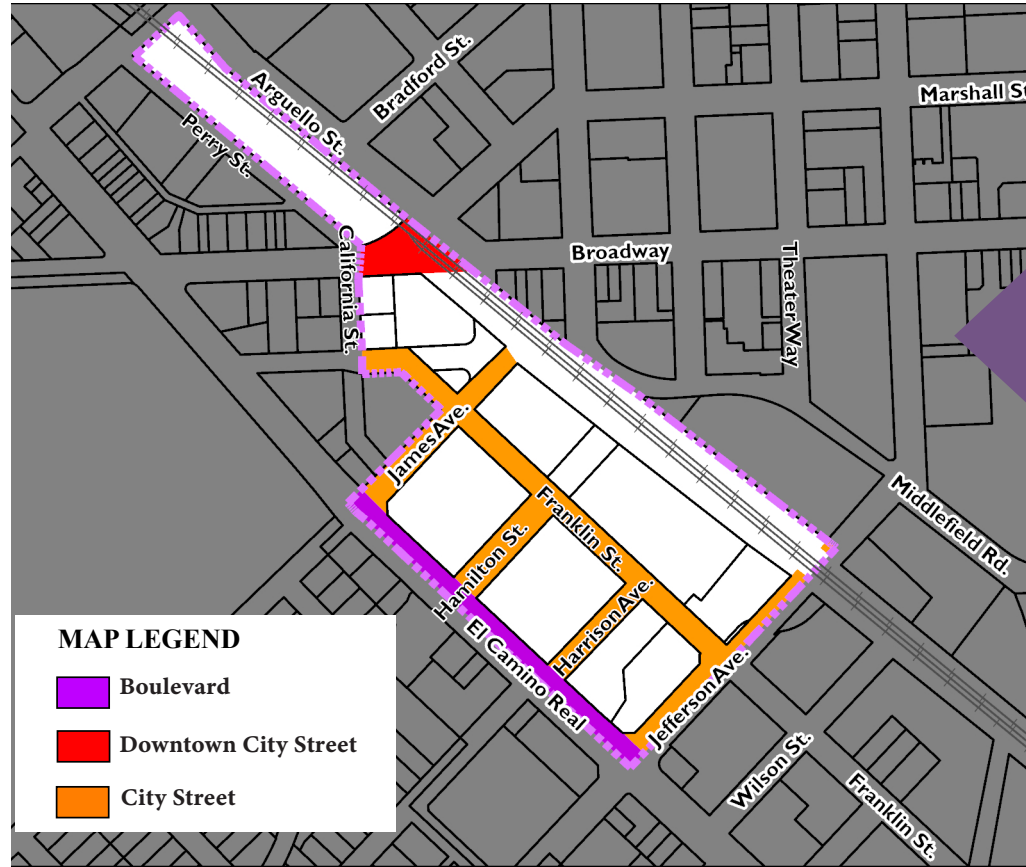 Bradford St.
Arguello St.
Marshall St
Perry St.
California St.
Broadway
Theater Way
James Ave.
Middlefield Rd.
Franklin St.
Hamilton St.
Harrison Ave.
El Camino Real
Jefferson Ave.
Wilson St.
Franklin St.
MAP LEGEND
Boulevard
Downtown City Street
City Street